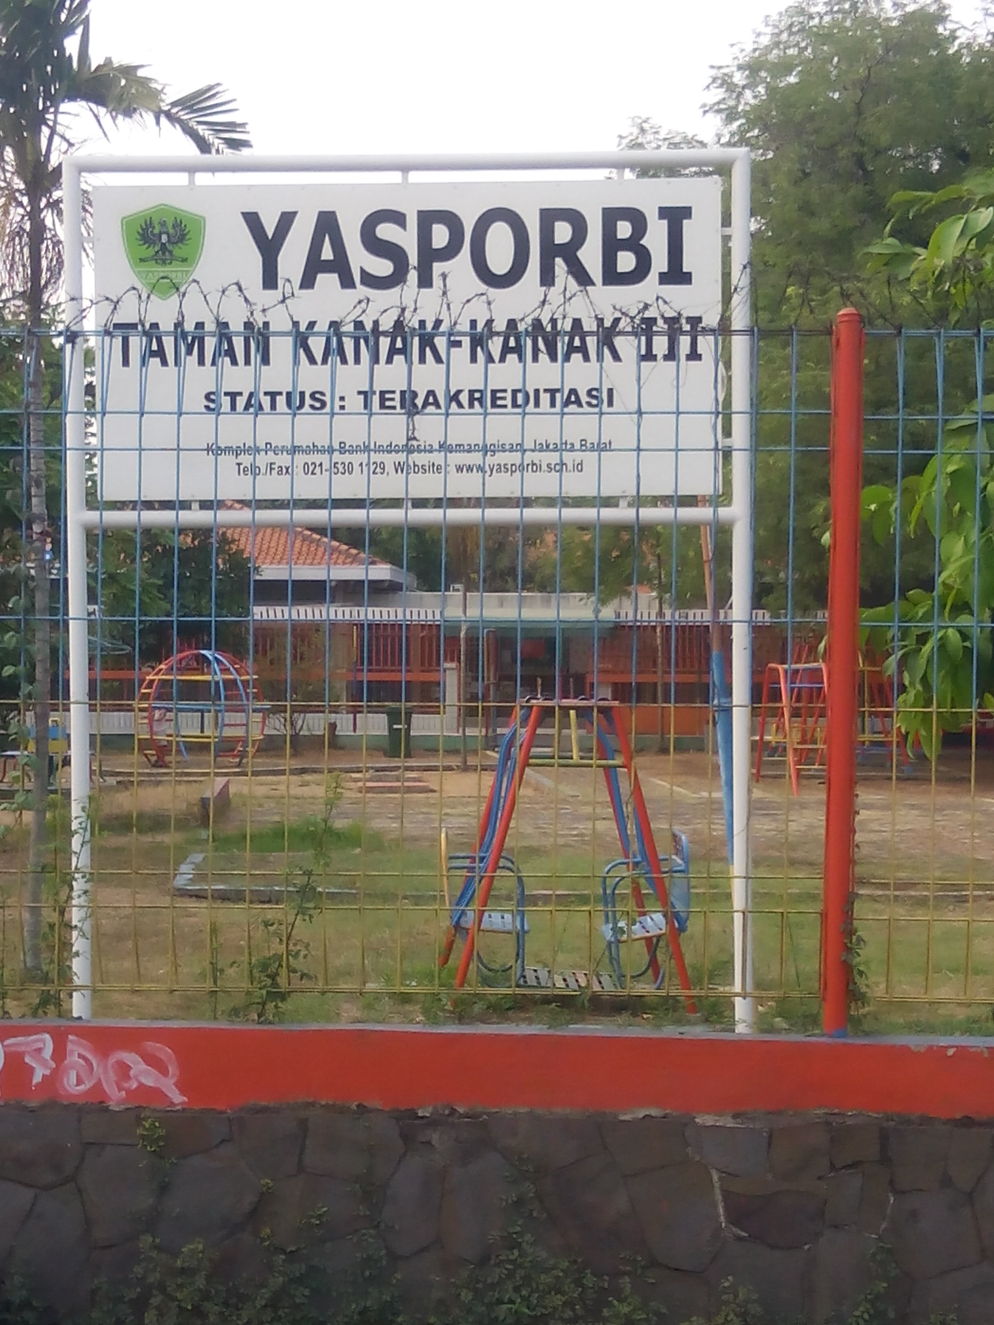 YASPORBI
YASPORBI
TAMAN KANAK-KANAK III
STATUS : TERAKREDITASI
Komplek Perumahan Bank Indonesia Kemanggisan, Jakarta Barat
Telp./Fax : 021-530 1129, Website : www.yasporbi.sch.id